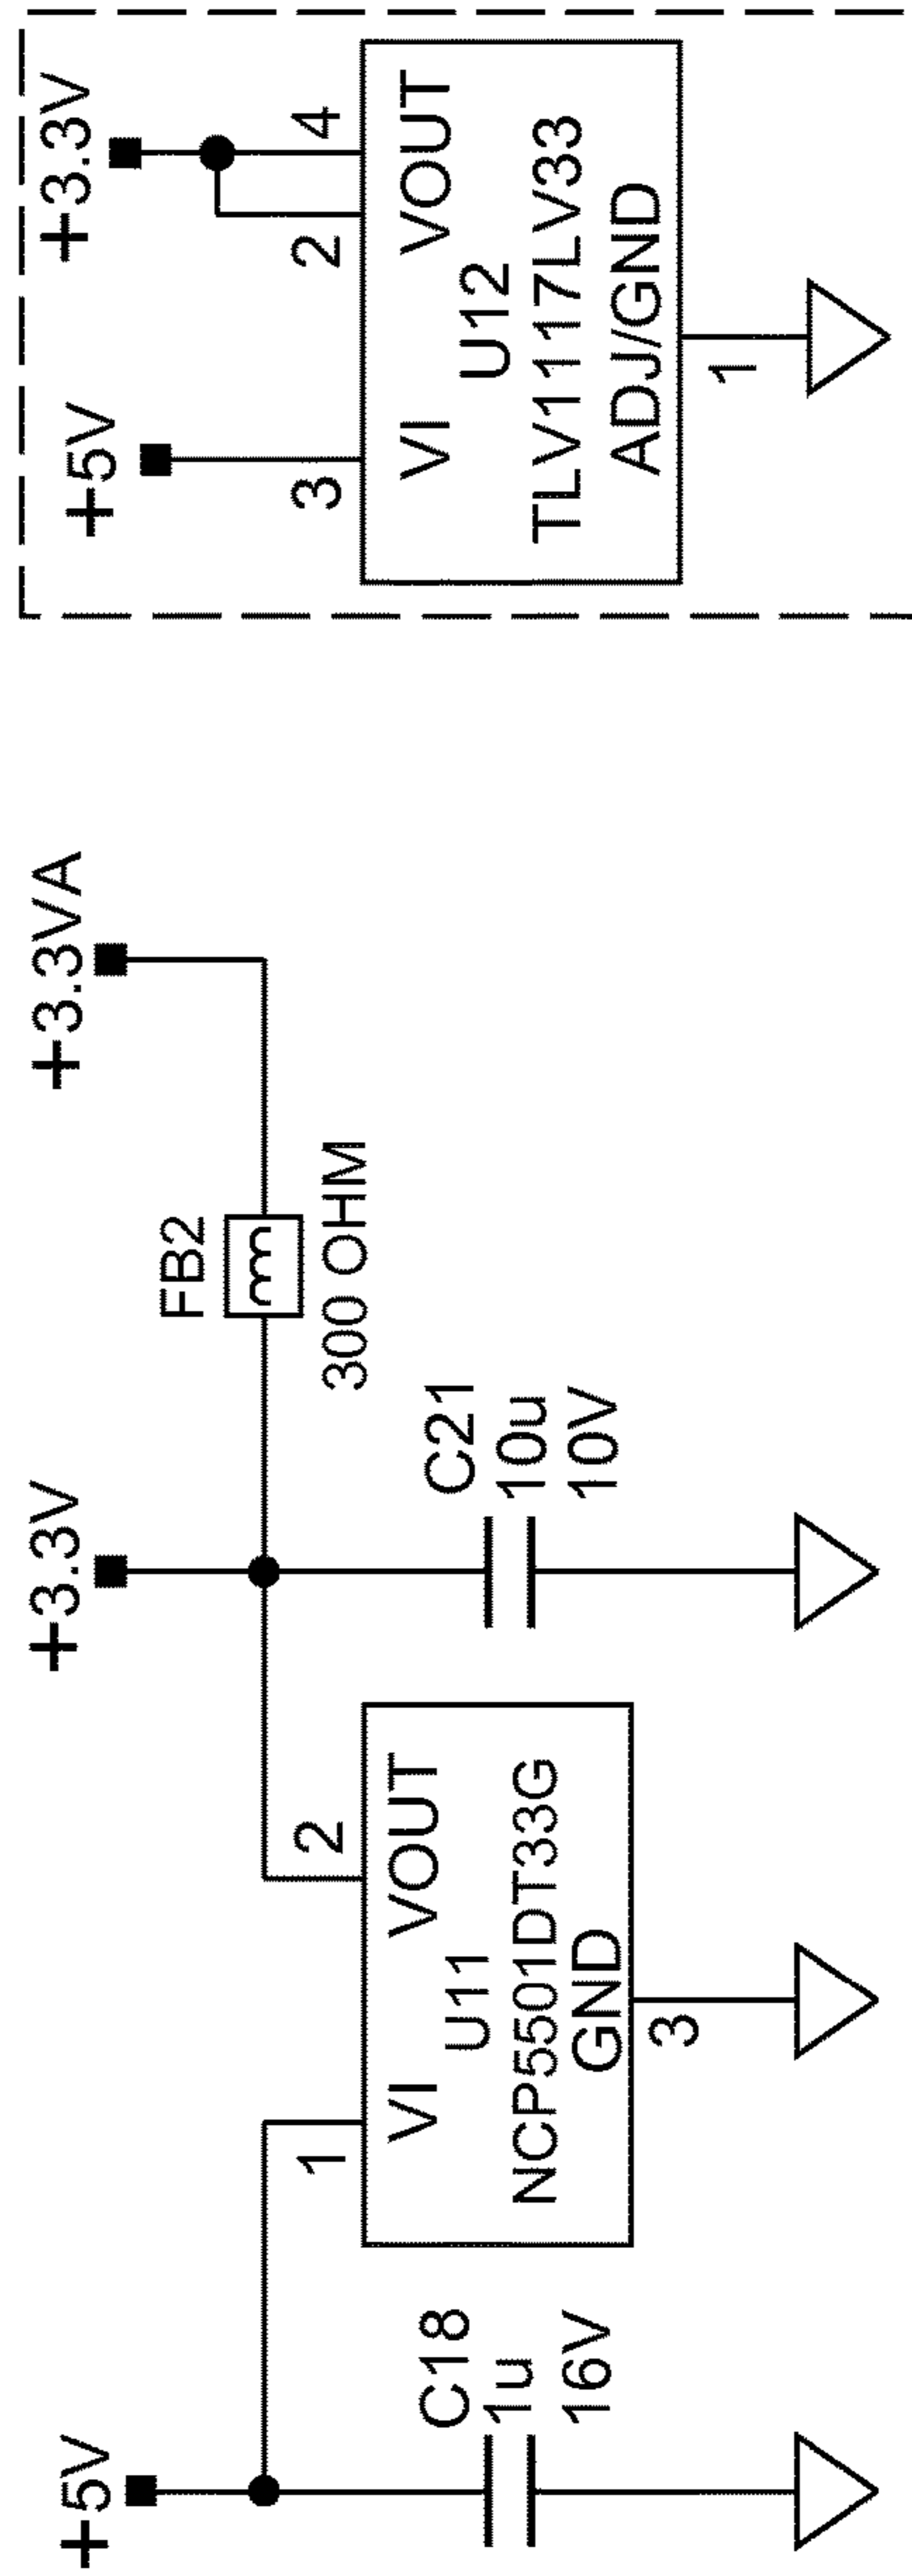 +5V
C18
1u
16V
1
VI
VOUT
2
U11
NCP5501DT33G
GND
3
+3.3V
C21
10u
10V
FB2
300 OHM
+3.3VA
+5V
+3.3V
3
2
4
VI
VOUT
U12
TLV1117LV33
ADJ/GND
1